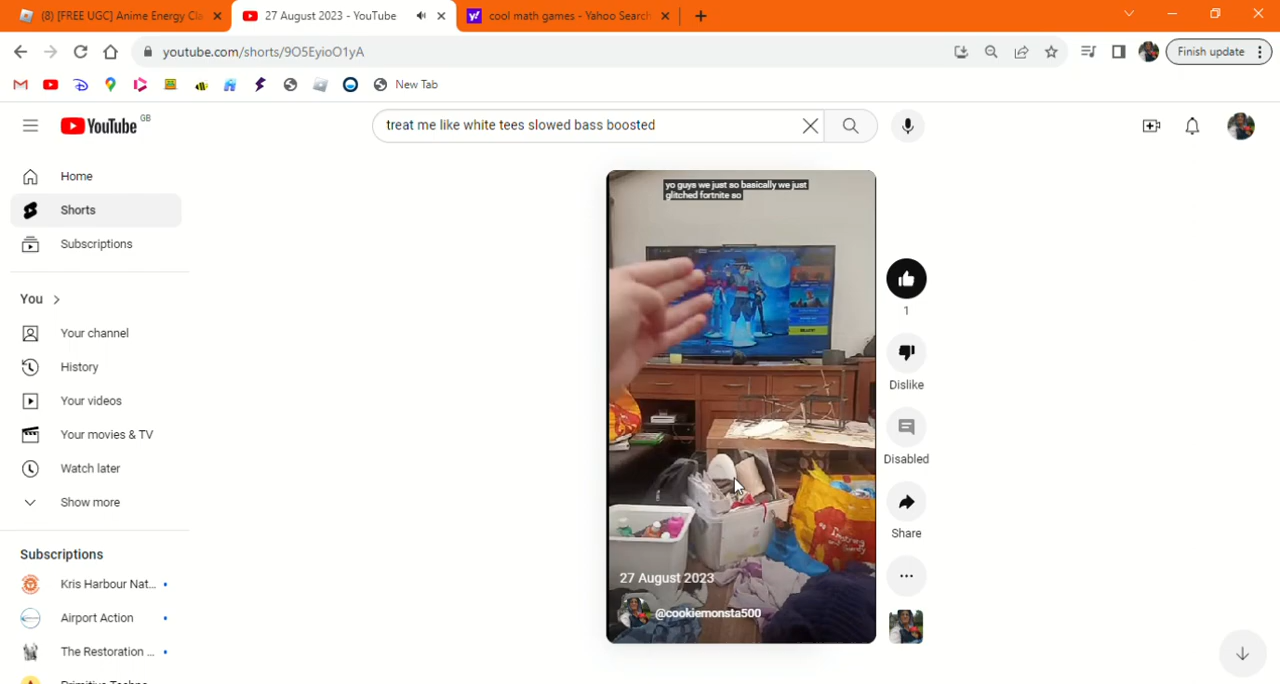 (8) [FREE UGC] Anime Energy Cla
27 August 2023 - YouTube
cool math games - Yahoo Search
youtube.com/shorts/9O5EyioO1yA
Finish update
New Tab
YouTube GB
treat me like white tees slowed bass boosted
Home
Shorts
Subscriptions
You
Your channel
History
Your videos
Your movies & TV
Watch later
Show more
Subscriptions
Kris Harbour Nat...
Airport Action
The Restoration ...
yo guys we just so basically we just
glitched fortnite so
27 August 2023
@cookiemonsta500
1
Dislike
Disabled
Share